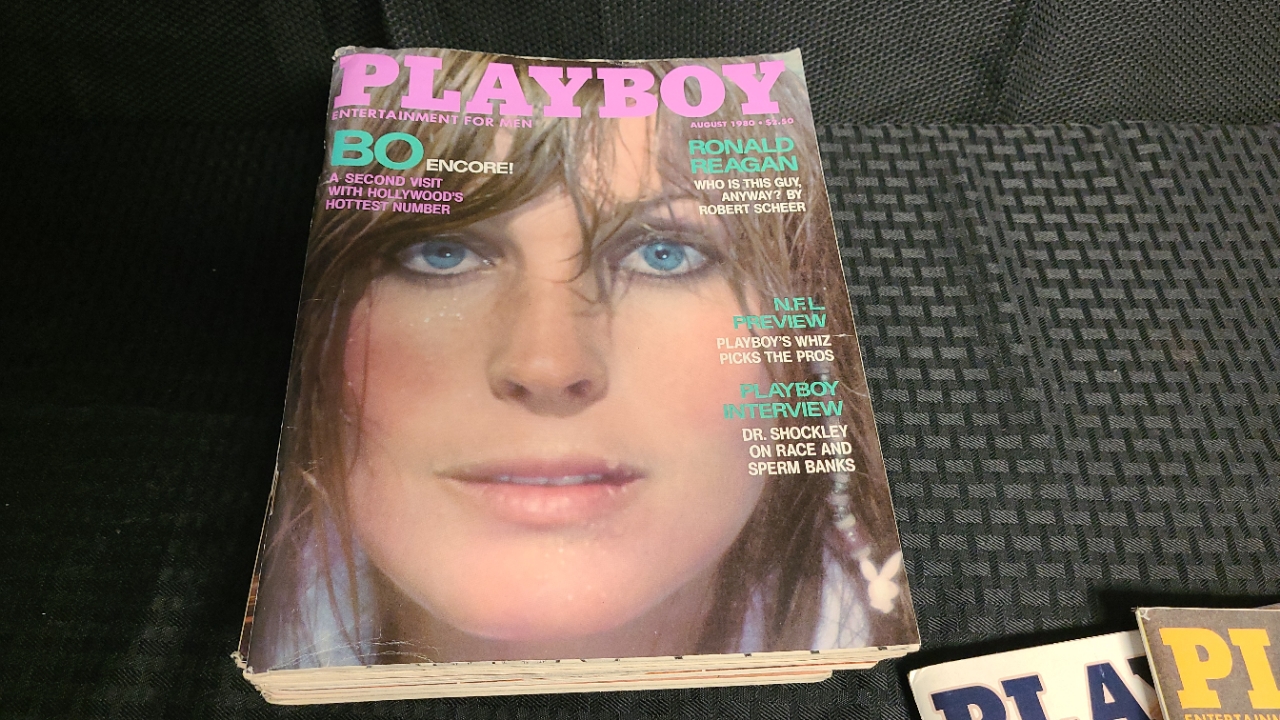 PLAYBOY
ENTERTAINMENT FOR MEN
AUGUST 1980 • $2.50
BO ENCORE!
A SECOND VISIT
WITH HOLLYWOOD'S
HOTTEST NUMBER
RONALD
REAGAN
WHO IS THIS GUY,
ANYWAY? BY
ROBERT SCHEER
N.F.L.
PREVIEW
PLAYBOY'S WHIZ
PICKS THE PROS
PLAYBOY
INTERVIEW
DR. SHOCKLEY
ON RACE AND
SPERM BANKS
PLA
PL